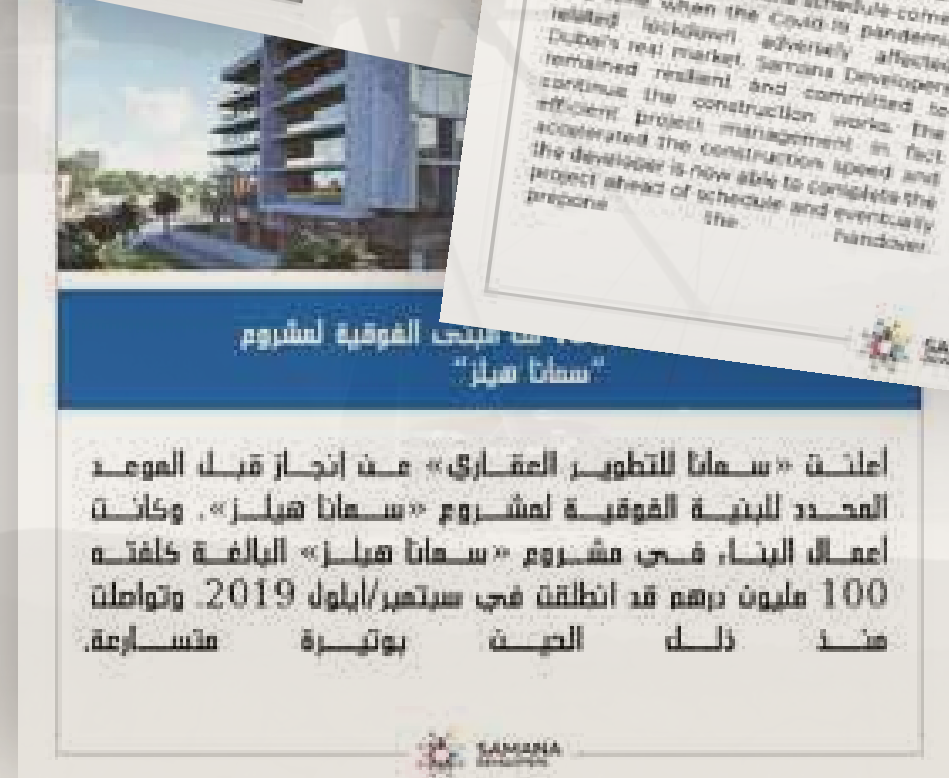 schedule
when the Covid-19 pandemic
related lockdown adversely affected
Dubai's real market. Samana Developers
remained resilient and committed to
continue the construction works. The
efficient project management in fact
accelerated the construction speed and
the developer is now able to complete the
project ahead of schedule and eventually
prepone the handover
المبنى الفوقية لمشروع
"سمانا هيلز"
أعلنت «سمانا للتطوير العقاري» عن إنجاز قبل الموعد
المحدد للبنية الفوقية لمشروع «سمانا هيلز». وكانت
أعمال البناء في مشروع «سمانا هيلز» البالغة كلفته
100 مليون درهم قد انطلقت في سبتمبر/أيلول 2019. وتواصلت
منذ ذلك الحين بوتيرة متسارعة.
SAMANA
DEVELOPERS